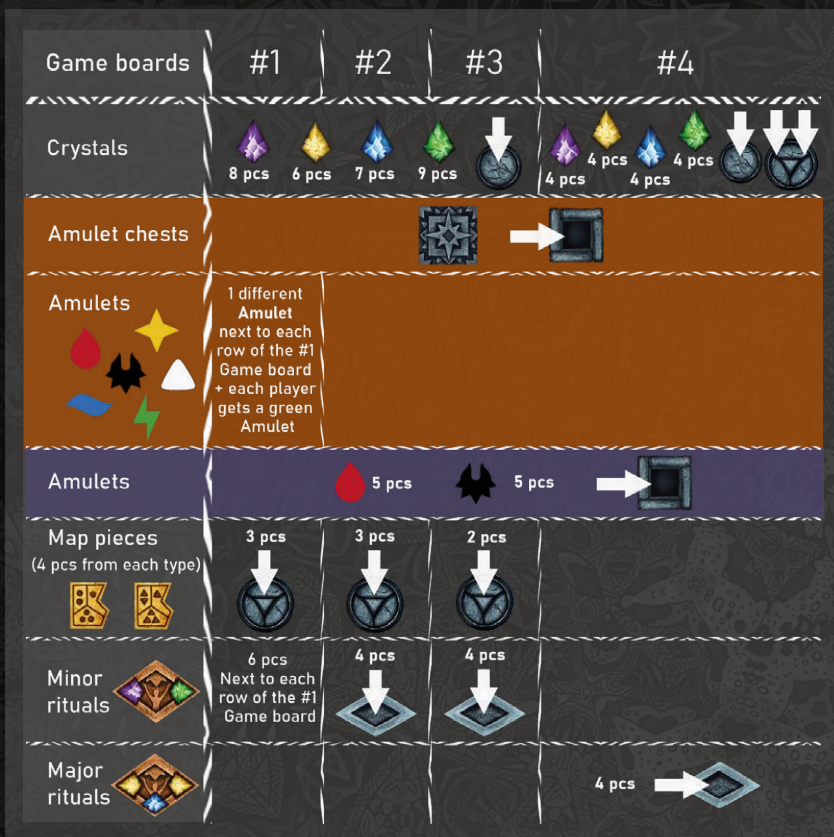 Game boards #1 #2 #3 #4
Crystals
8 pcs 6 pcs 7 pcs 9 pcs 4 pcs 4 pcs 4 pcs 4 pcs
Amulet chests
Amulets
1 different
Amulet
next to each
row of the #1
Game board
+ each player
gets a green
Amulet
Amulets 5 pcs 5 pcs
Map pieces
(4 pcs from each type)
3 pcs 3 pcs 2 pcs
Minor
rituals
6 pcs
Next to each
row of the #1
Game board
4 pcs 4 pcs
Major
rituals
4 pcs